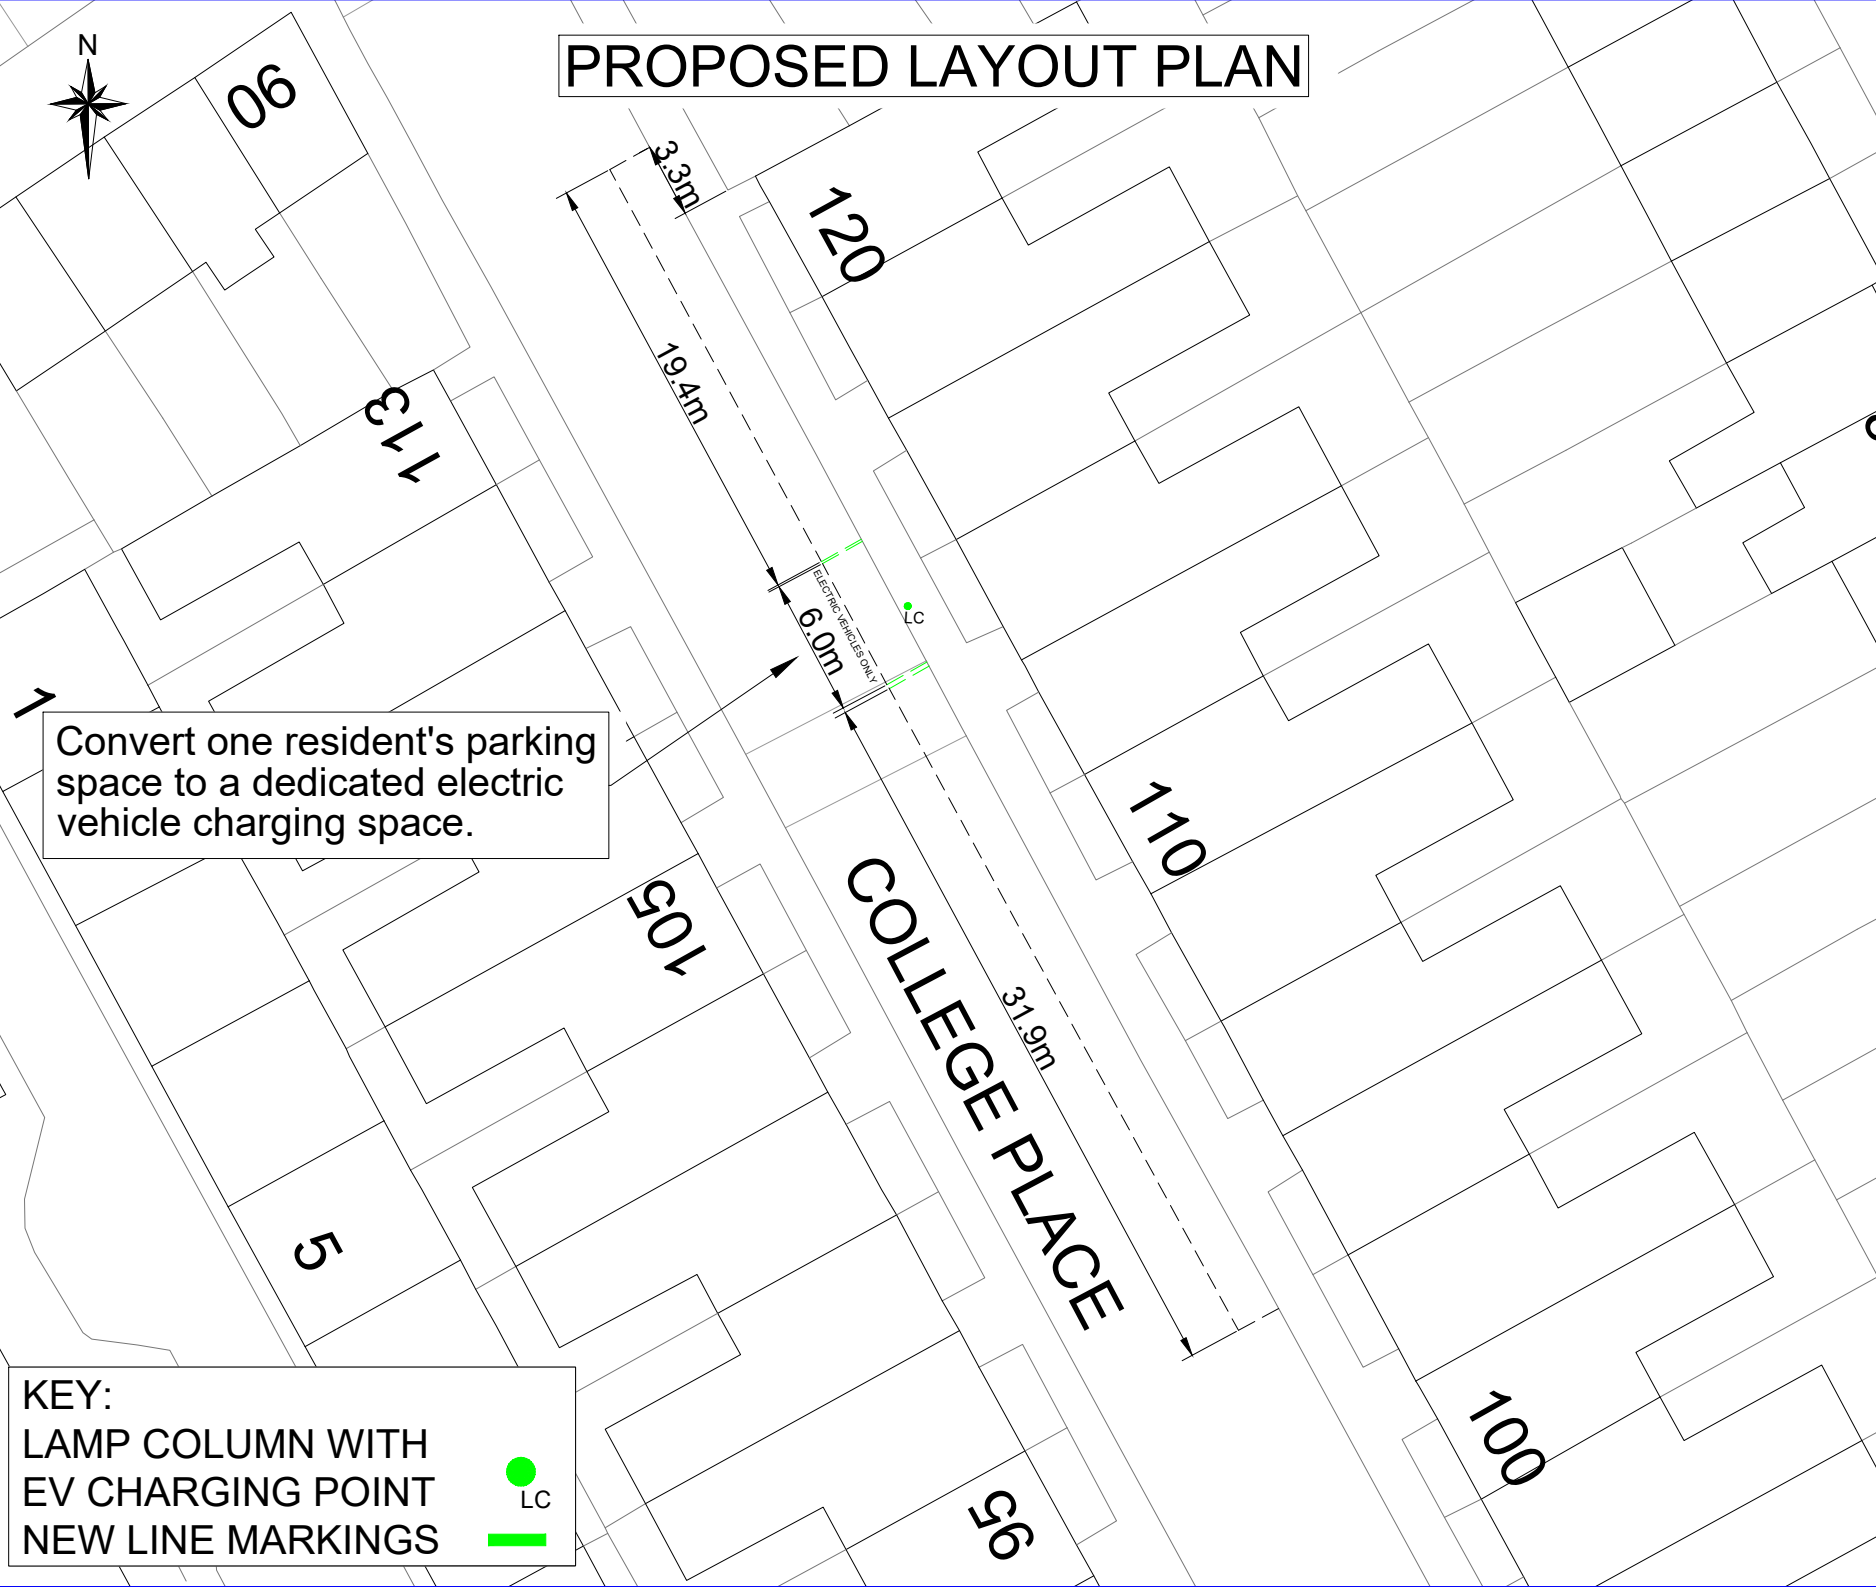 PROPOSED LAYOUT PLAN
N
90
3.3m
120
19.4m
113
ELECTRIC VEHICLES ONLY
6.0m
LC
1
Convert one resident's parking
space to a dedicated electric
vehicle charging space.
110
105
COLLEGE PLACE
31.9m
5
100
95
KEY:
LAMP COLUMN WITH
EV CHARGING POINT
LC
NEW LINE MARKINGS